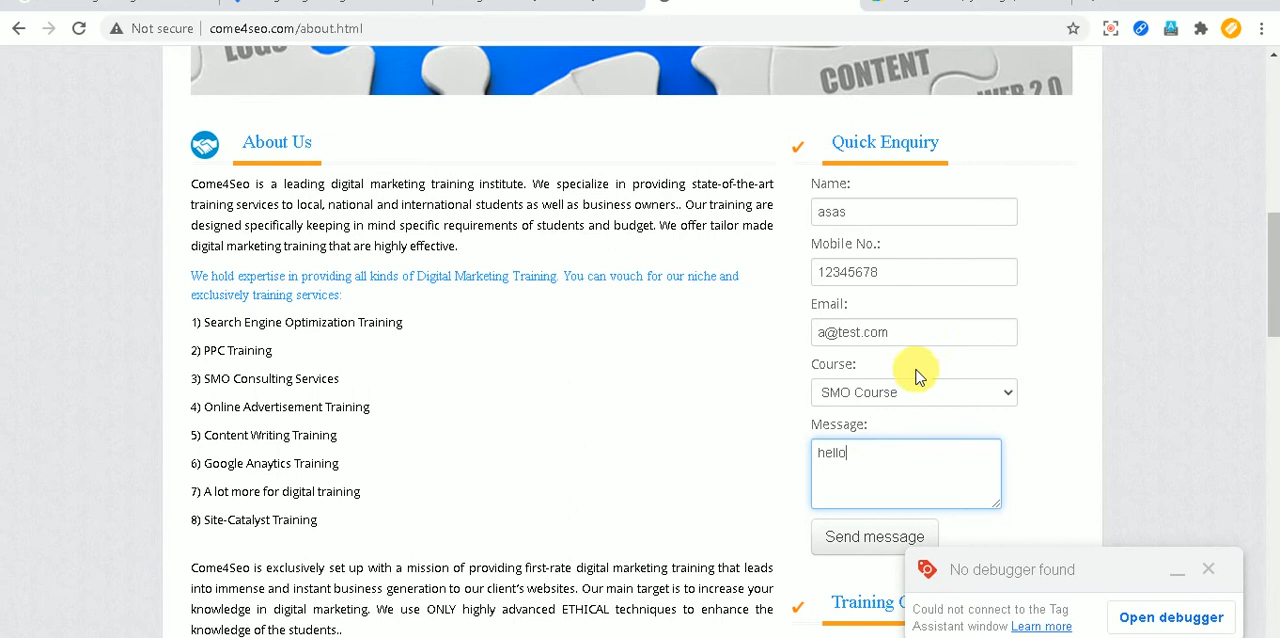 Not secure come4seo.com/about.html
LOGO
CONTENT
WEB 2.0
About Us
Come4Seo is a leading digital marketing training institute. We specialize in providing state-of-the-art
training services to local, national and international students as well as business owners.. Our training are
designed specifically keeping in mind specific requirements of students and budget. We offer tailor made
digital marketing training that are highly effective.
We hold expertise in providing all kinds of Digital Marketing Training. You can vouch for our niche and
exclusively training services:
1) Search Engine Optimization Training
2) PPC Training
3) SMO Consulting Services
4) Online Advertisement Training
5) Content Writing Training
6) Google Anaytics Training
7) A lot more for digital training
8) Site-Catalyst Training
Come4Seo is exclusively set up with a mission of providing first-rate digital marketing training that leads
into immense and instant business generation to our client's websites. Our main target is to increase your
knowledge in digital marketing. We use ONLY highly advanced ETHICAL techniques to enhance the
knowledge of the students..
Quick Enquiry
Name:
asas
Mobile No.:
12345678
Email:
a@test.com
Course:
SMO Course
Message:
hello
Send message
Training
No debugger found
Could not connect to the Tag
Assistant window Learn more
Open debugger